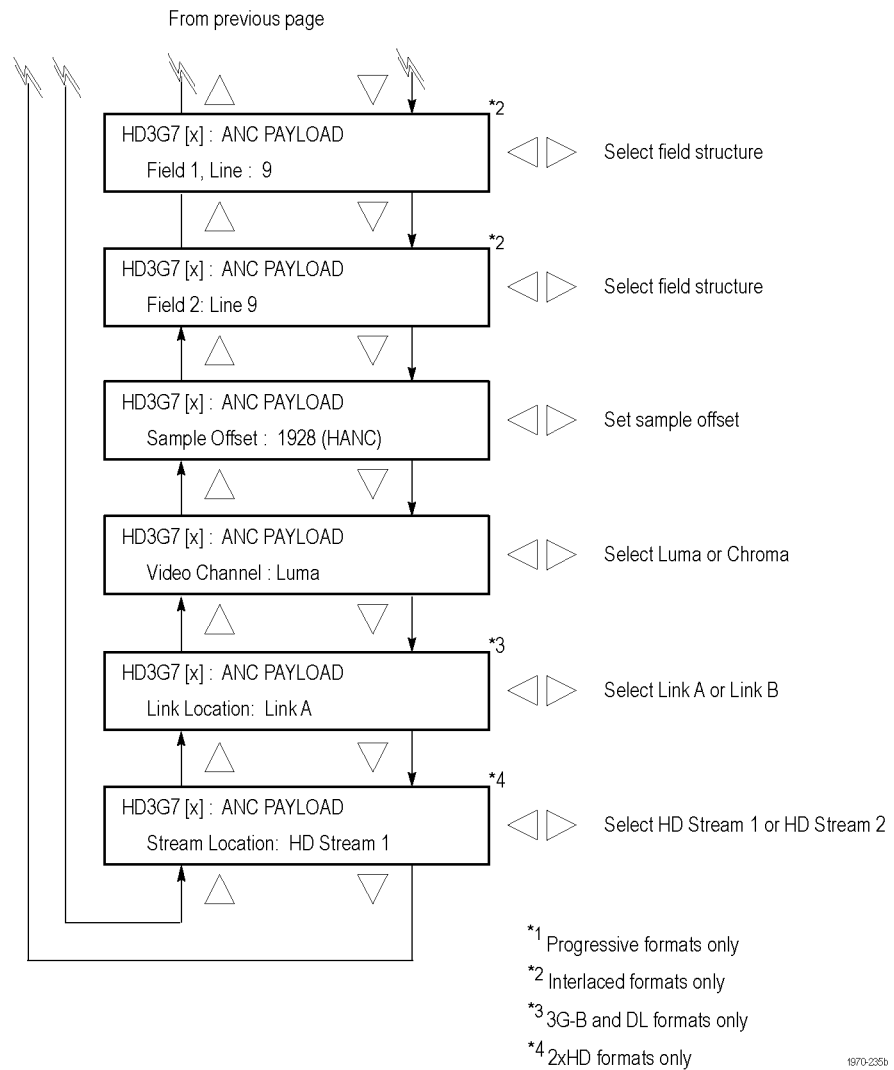 From previous page
*2
HD3G7 [x] : ANC PAYLOAD
Field 1, Line : 9
Select field structure
*2
HD3G7 [x] : ANC PAYLOAD
Field 2: Line 9
Select field structure
HD3G7 [x] : ANC PAYLOAD
Sample Offset : 1928 (HANC)
Set sample offset
HD3G7 [x] : ANC PAYLOAD
Video Channel : Luma
Select Luma or Chroma
*3
HD3G7 [x] : ANC PAYLOAD
Link Location: Link A
Select Link A or Link B
*4
HD3G7 [x] : ANC PAYLOAD
Stream Location: HD Stream 1
Select HD Stream 1 or HD Stream 2
*1 Progressive formats only
*2 Interlaced formats only
*3 3G-B and DL formats only
*4 2xHD formats only
1970-235b